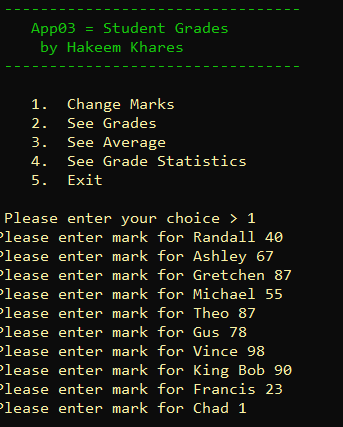 ---------------------------------
App03 = Student Grades
by Hakeem Khares
---------------------------------
1. Change Marks
2. See Grades
3. See Average
4. See Grade Statistics
5. Exit
Please enter your choice > 1
Please enter mark for Randall 40
Please enter mark for Ashley 67
Please enter mark for Gretchen 87
Please enter mark for Michael 55
Please enter mark for Theo 87
Please enter mark for Gus 78
Please enter mark for Vince 98
Please enter mark for King Bob 90
Please enter mark for Francis 23
Please enter mark for Chad 1